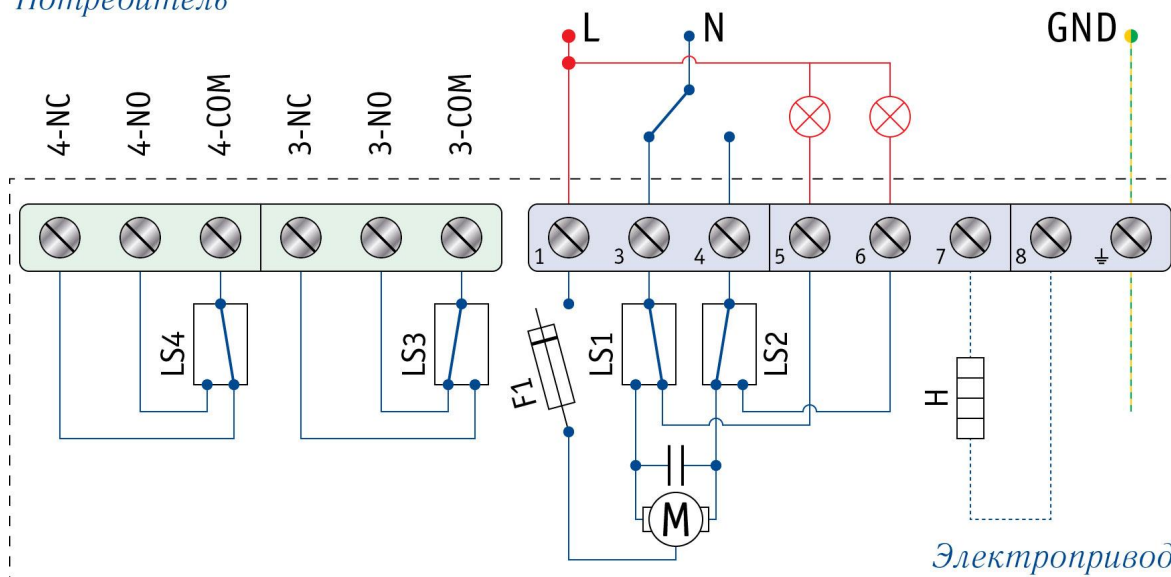 Потребитель
L N GND
4-NC 4-NO 4-COM 3-NC 3-NO 3-COM
1 3 4 5 6 7 8
LS4 LS3 F1 LS1 LS2 H
M
Электропривод